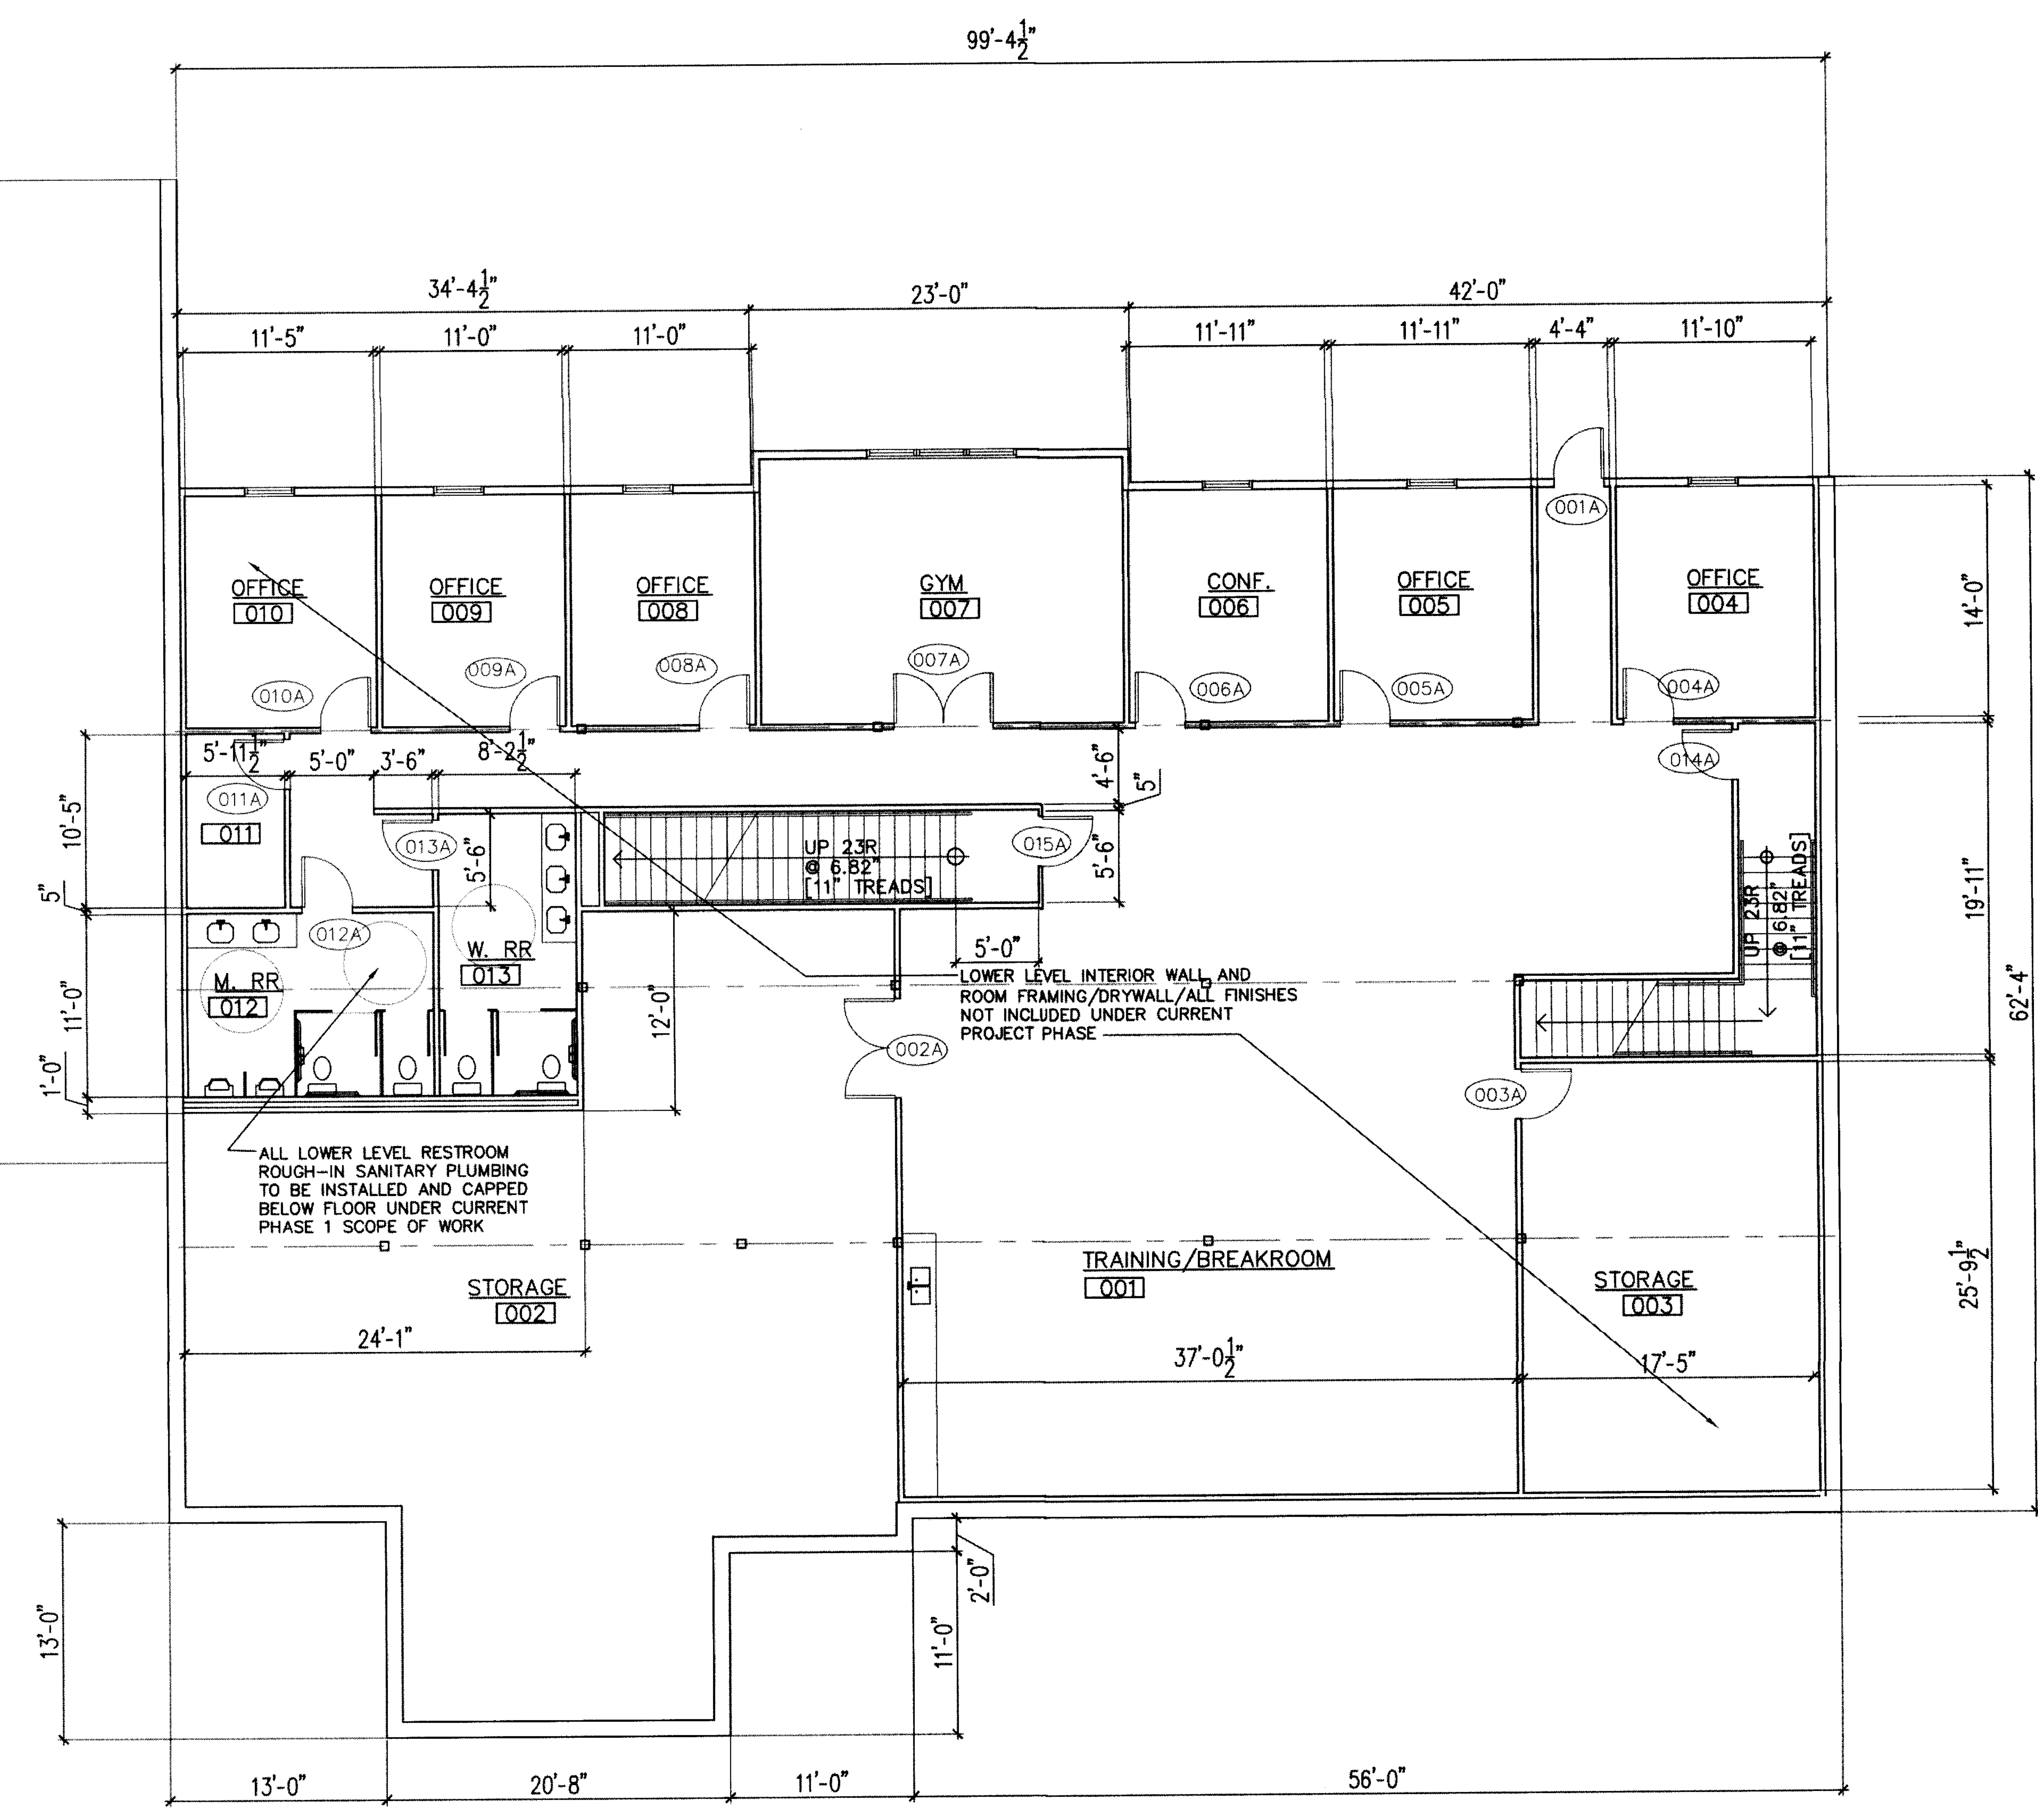 99'-4 1/2"
34'-4 1/2"
23'-0"
42'-0"
11'-5"
11'-0"
11'-0"
11'-11"
11'-11"
4'-4"
11'-10"
001A
OFFICE
010
OFFICE
009
OFFICE
008
GYM
007
CONF.
006
OFFICE
005
OFFICE
004
14'-0"
010A
009A
008A
007A
006A
005A
004A
5'-11 1/2"
5'-0"
3'-6"
8'-2 1/2"
4'-6"
5"
014A
10'-5"
011A
011
013A
5'-6"
UP 23R
@ 6.82"
[11" TREADS]
015A
5'-6"
UP 23R
@ 6.82"
[11" TREADS]
19'-11"
62'-4"
5"
012A
W. RR
013
M. RR
012
11'-0"
1'-0"
12'-0"
5'-0"
LOWER LEVEL INTERIOR WALL AND
ROOM FRAMING/DRYWALL/ALL FINISHES
NOT INCLUDED UNDER CURRENT
PROJECT PHASE
002A
003A
ALL LOWER LEVEL RESTROOM
ROUGH-IN SANITARY PLUMBING
TO BE INSTALLED AND CAPPED
BELOW FLOOR UNDER CURRENT
PHASE 1 SCOPE OF WORK
STORAGE
002
TRAINING/BREAKROOM
001
STORAGE
003
25'-9 1/2"
24'-1"
37'-0 1/2"
17'-5"
13'-0"
2'-0"
11'-0"
13'-0"
20'-8"
11'-0"
56'-0"